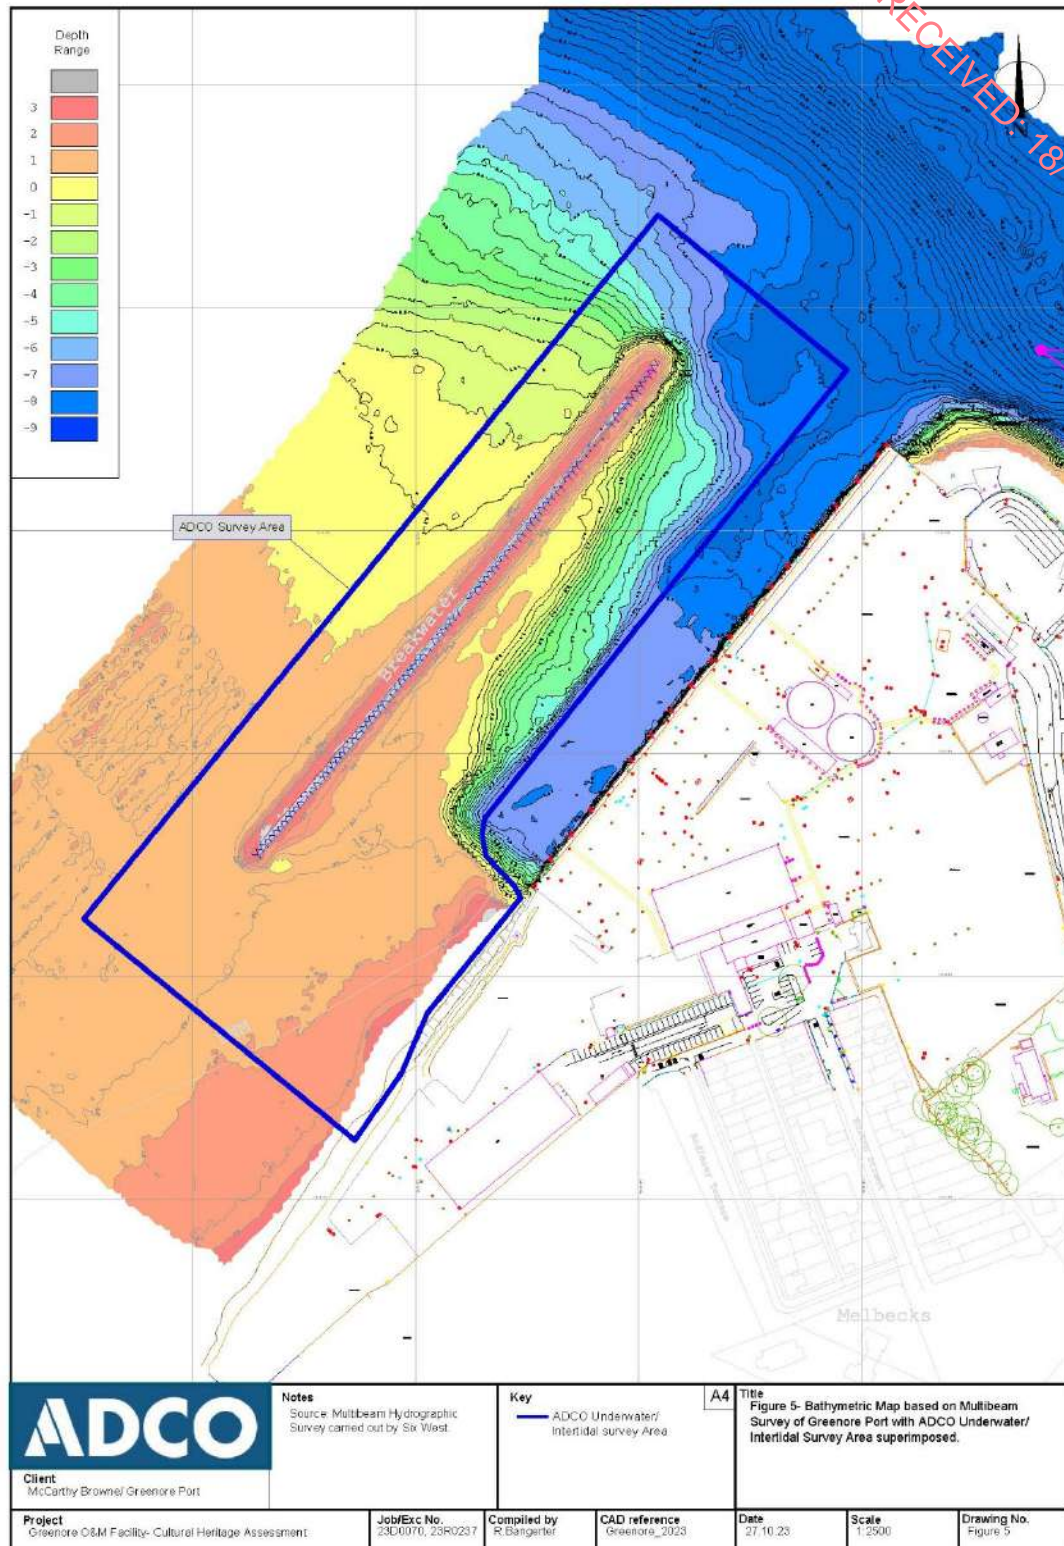 RECEIVED: 18/
Depth
Range
3
2
1
0
-1
-2
-3
-4
-5
-6
-7
-8
-9
ADCO Survey Area
Breakwater
Melbecks
ADCO
Client
McCarthy Browne/ Greenore Port
Notes
Source: Multibeam Hydrographic
Survey carried out by Six West.
Key
ADCO Underwater/
Intertidal survey Area
A4
Title
Figure 5- Bathymetric Map based on Multibeam
Survey of Greenore Port with ADCO Underwater/
Intertidal Survey Area superimposed.
Project
Greenore O&M Facility- Cultural Heritage Assessment
Job/Exc No.
23D0070, 23R0237
Compiled by
R.Bangerter
CAD reference
Greenore_2023
Date
27.10.23
Scale
1:2500
Drawing No.
Figure 5